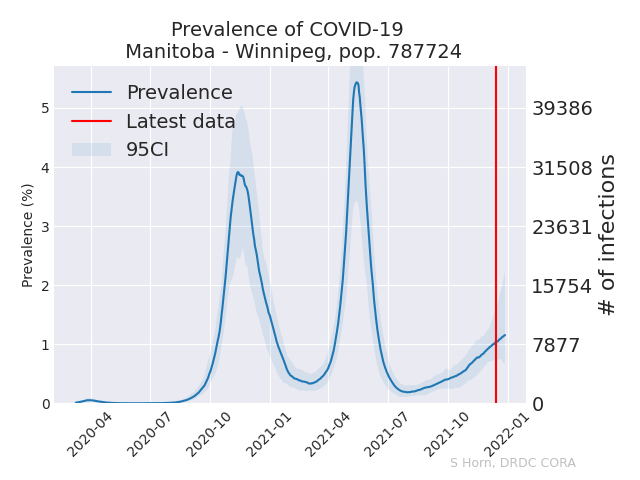 Prevalence of COVID-19
Manitoba - Winnipeg, pop. 787724
Prevalence
Latest data
95CI
Prevalence (%)
5
4
3
2
1
0
39386
31508
23631
15754
7877
0
# of infections
2020-04
2020-07
2020-10
2021-01
2021-04
2021-07
2021-10
2022-01
S Horn, DRDC CORA